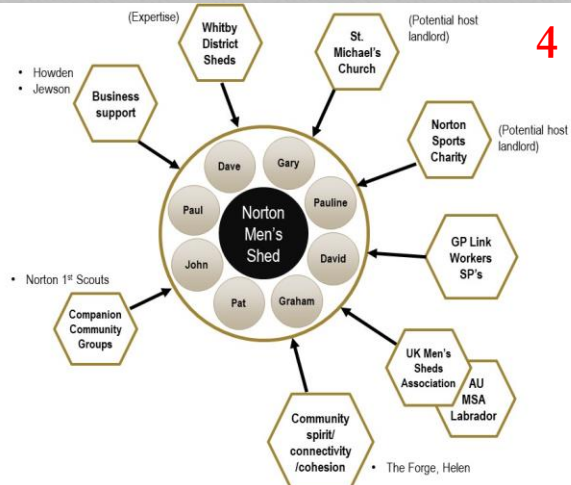 4
(Expertise)
Whitby
District
Sheds
St.
Michael's
Church
(Potential host
landlord)
• Howden
• Jewson
Business
support
Norton
Sports
Charity
(Potential host
landlord)
Dave
Gary
Paul
Pauline
Norton
Men's
Shed
John
David
Pat
Graham
GP Link
Workers
SP's
• Norton 1st Scouts
Companion
Community
Groups
UK Men's
Sheds
Association
AU
MSA
Labrador
Community
spirit/
connectivity
/cohesion
• The Forge, Helen